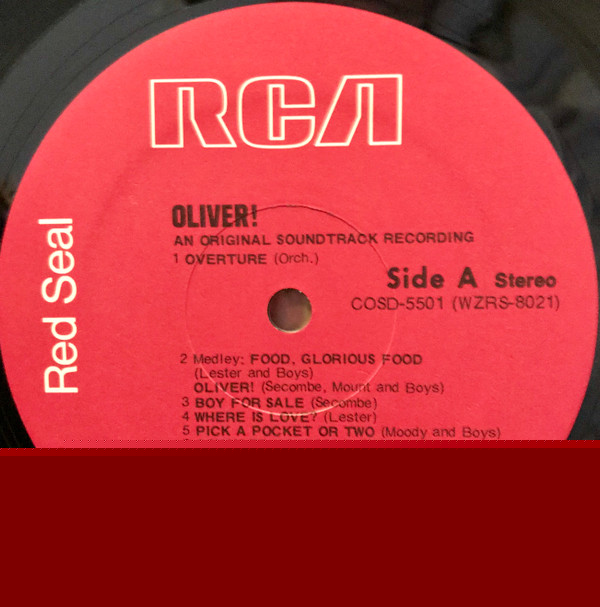 RCA
Red Seal
OLIVER!
AN ORIGINAL SOUNDTRACK RECORDING
1 OVERTURE (Orch.)
Side A Stereo
COSD-5501 (WZRS-8021)
2 Medley: FOOD, GLORIOUS FOOD
(Lester and Boys)
OLIVER! (Secombe, Mount and Boys)
3 BOY FOR SALE (Secombe)
4 WHERE IS LOVE? (Lester)
5 PICK A POCKET OR TWO (Moody and Boys)